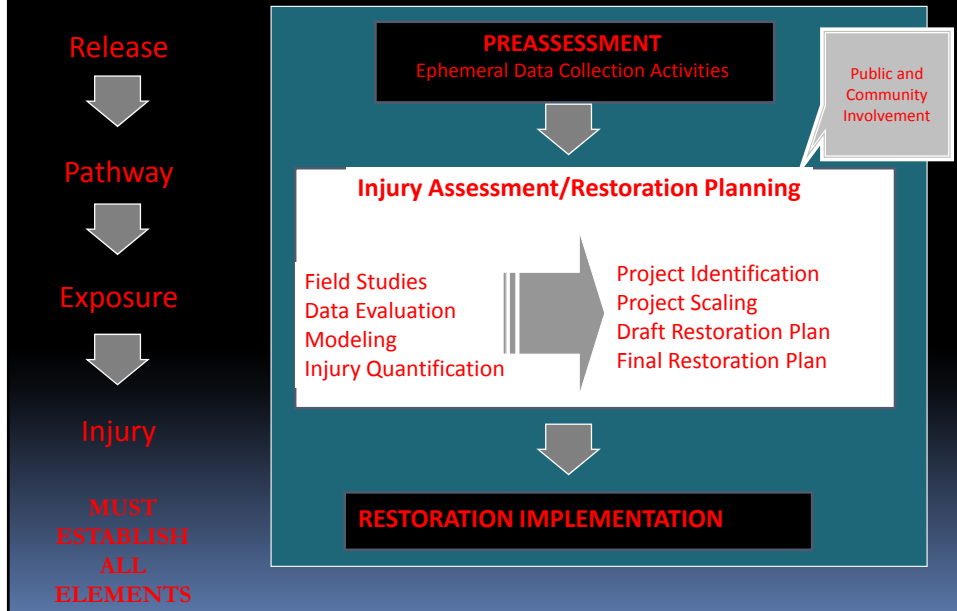 Release
Pathway
Exposure
Injury
MUST
ESTABLISH
ALL
ELEMENTS
PREASSESSMENT
Ephemeral Data Collection Activities
Public and
Community
Involvement
Injury Assessment/Restoration Planning
Field Studies
Data Evaluation
Modeling
Injury Quantification
Project Identification
Project Scaling
Draft Restoration Plan
Final Restoration Plan
RESTORATION IMPLEMENTATION